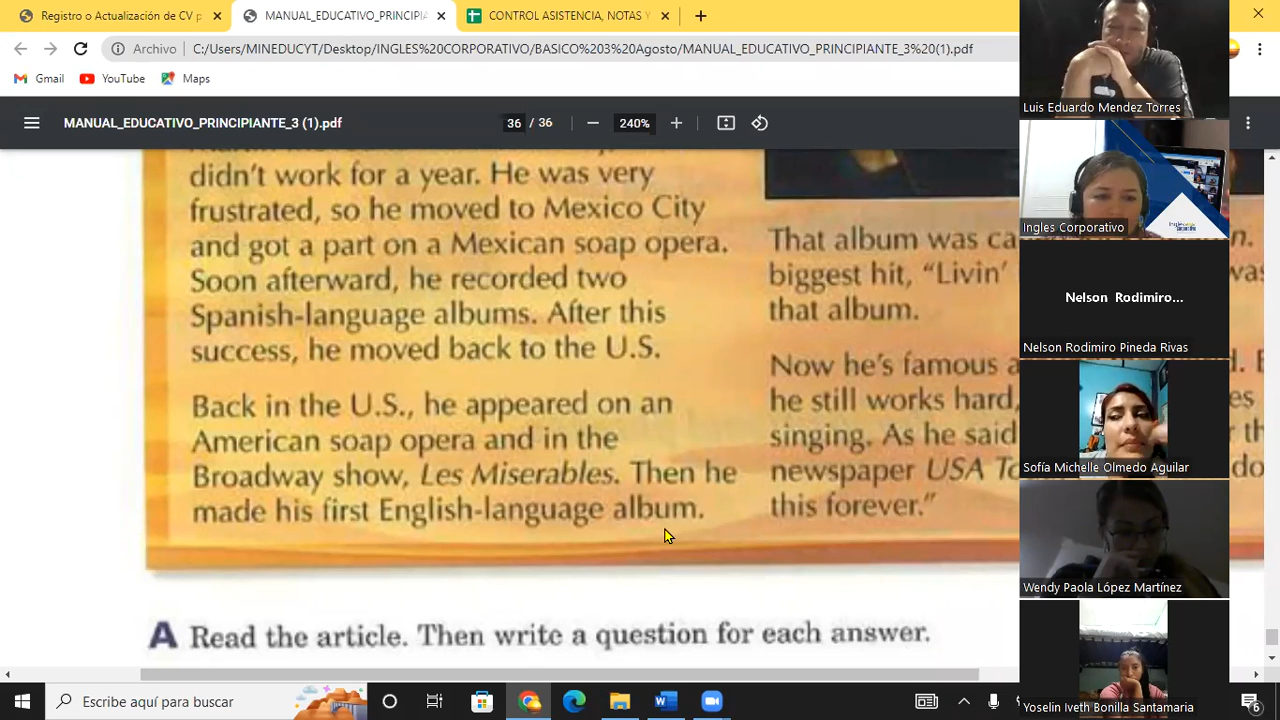 Registro o Actualización de CV p
MANUAL_EDUCATIVO_PRINCIPIA
CONTROL ASISTENCIA, NOTAS Y
Archivo
C:/Users/MINEDUCYT/Desktop/INGLES%20CORPORATIVO/BASICO%203%20Agosto/MANUAL_EDUCATIVO_PRINCIPIANTE_3%20(1).pdf
Gmail
YouTube
Maps
MANUAL_EDUCATIVO_PRINCIPIANTE_3 (1).pdf
36 / 36
240%
didn't work for a year. He was very
frustrated, so he moved to Mexico City
and got a part on a Mexican soap opera.
Soon afterward, he recorded two
Spanish-language albums. After this
success, he moved back to the U.S.
Back in the U.S., he appeared on an
American soap opera and in the
Broadway show, Les Miserables. Then he
made his first English-language album.
That album was ca
biggest hit, "Livin'
that album.
Now he's famous a
he still works hard,
singing. As he said
newspaper USA To
this forever."
A Read the article. Then write a question for each answer.
Luis Eduardo Mendez Torres
Ingles Corporativo
Nelson Rodimiro...
Nelson Rodimiro Pineda Rivas
Sofía Michelle Olmedo Aguilar
Wendy Paola López Martínez
Yoselin Iveth Bonilla Santamaria
Escribe aquí para buscar
6